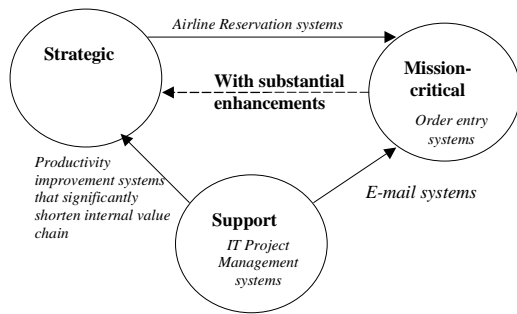 Airline Reservation systems
Strategic
Mission-
critical
Order entry
systems
With substantial
enhancements
Productivity
improvement systems
that significantly
shorten internal value
chain
E-mail systems
Support
IT Project
Management
systems